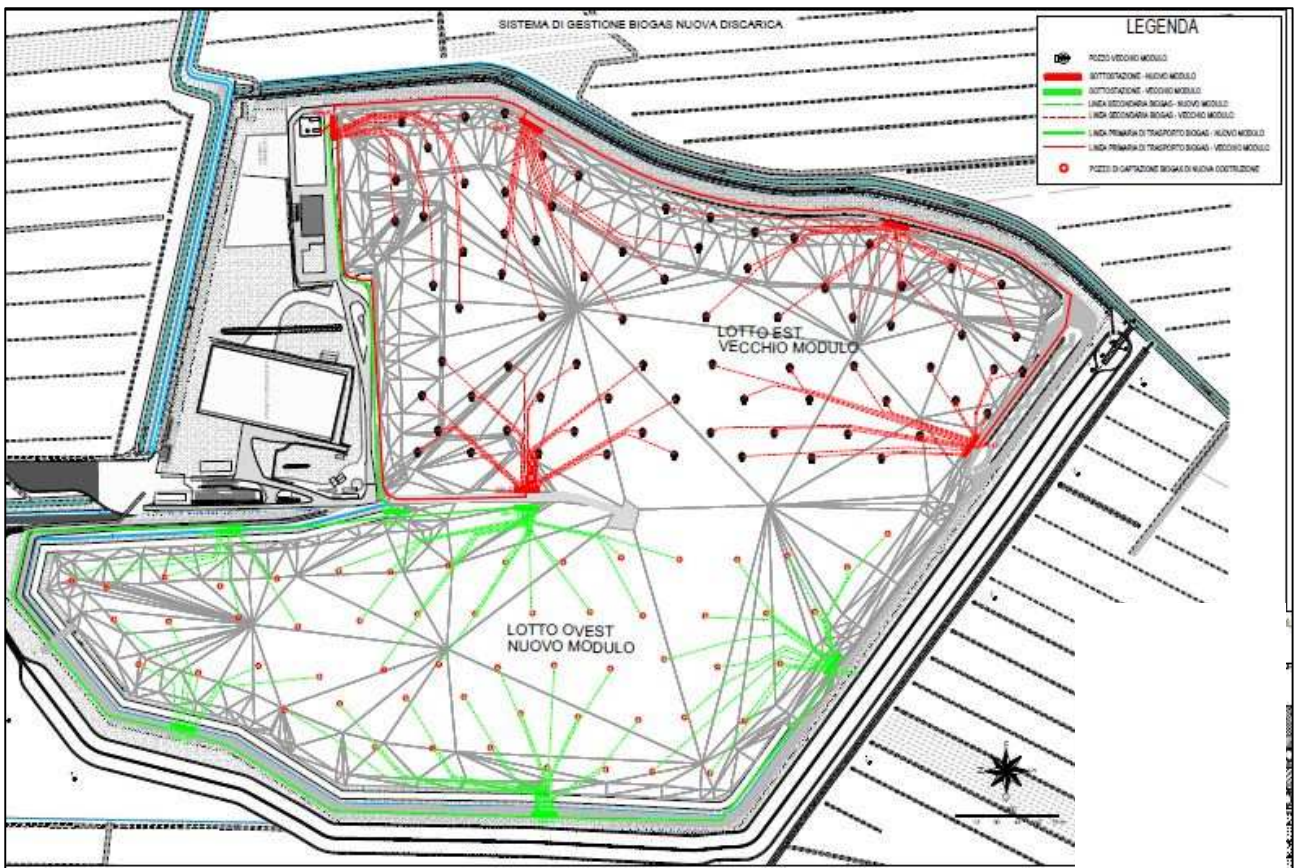 SISTEMA DI GESTIONE BIOGAS NUOVA DISCARICA
LEGENDA
POZZO VECCHIO MODULO
SOTTOSTAZIONE - NUOVO MODULO
SOTTOSTAZIONE - VECCHIO MODULO
LINEA SECONDARIA BIOGAS - NUOVO MODULO
LINEA SECONDARIA BIOGAS - VECCHIO MODULO
LINEA PRIMARIA DI TRASPORTO BIOGAS - NUOVO MODULO
LINEA PRIMARIA DI TRASPORTO BIOGAS - VECCHIO MODULO
POZZO DI CAPTAZIONE BIOGAS DI NUOVA COSTRUZIONE
LOTTO EST
VECCHIO MODULO
LOTTO OVEST
NUOVO MODULO